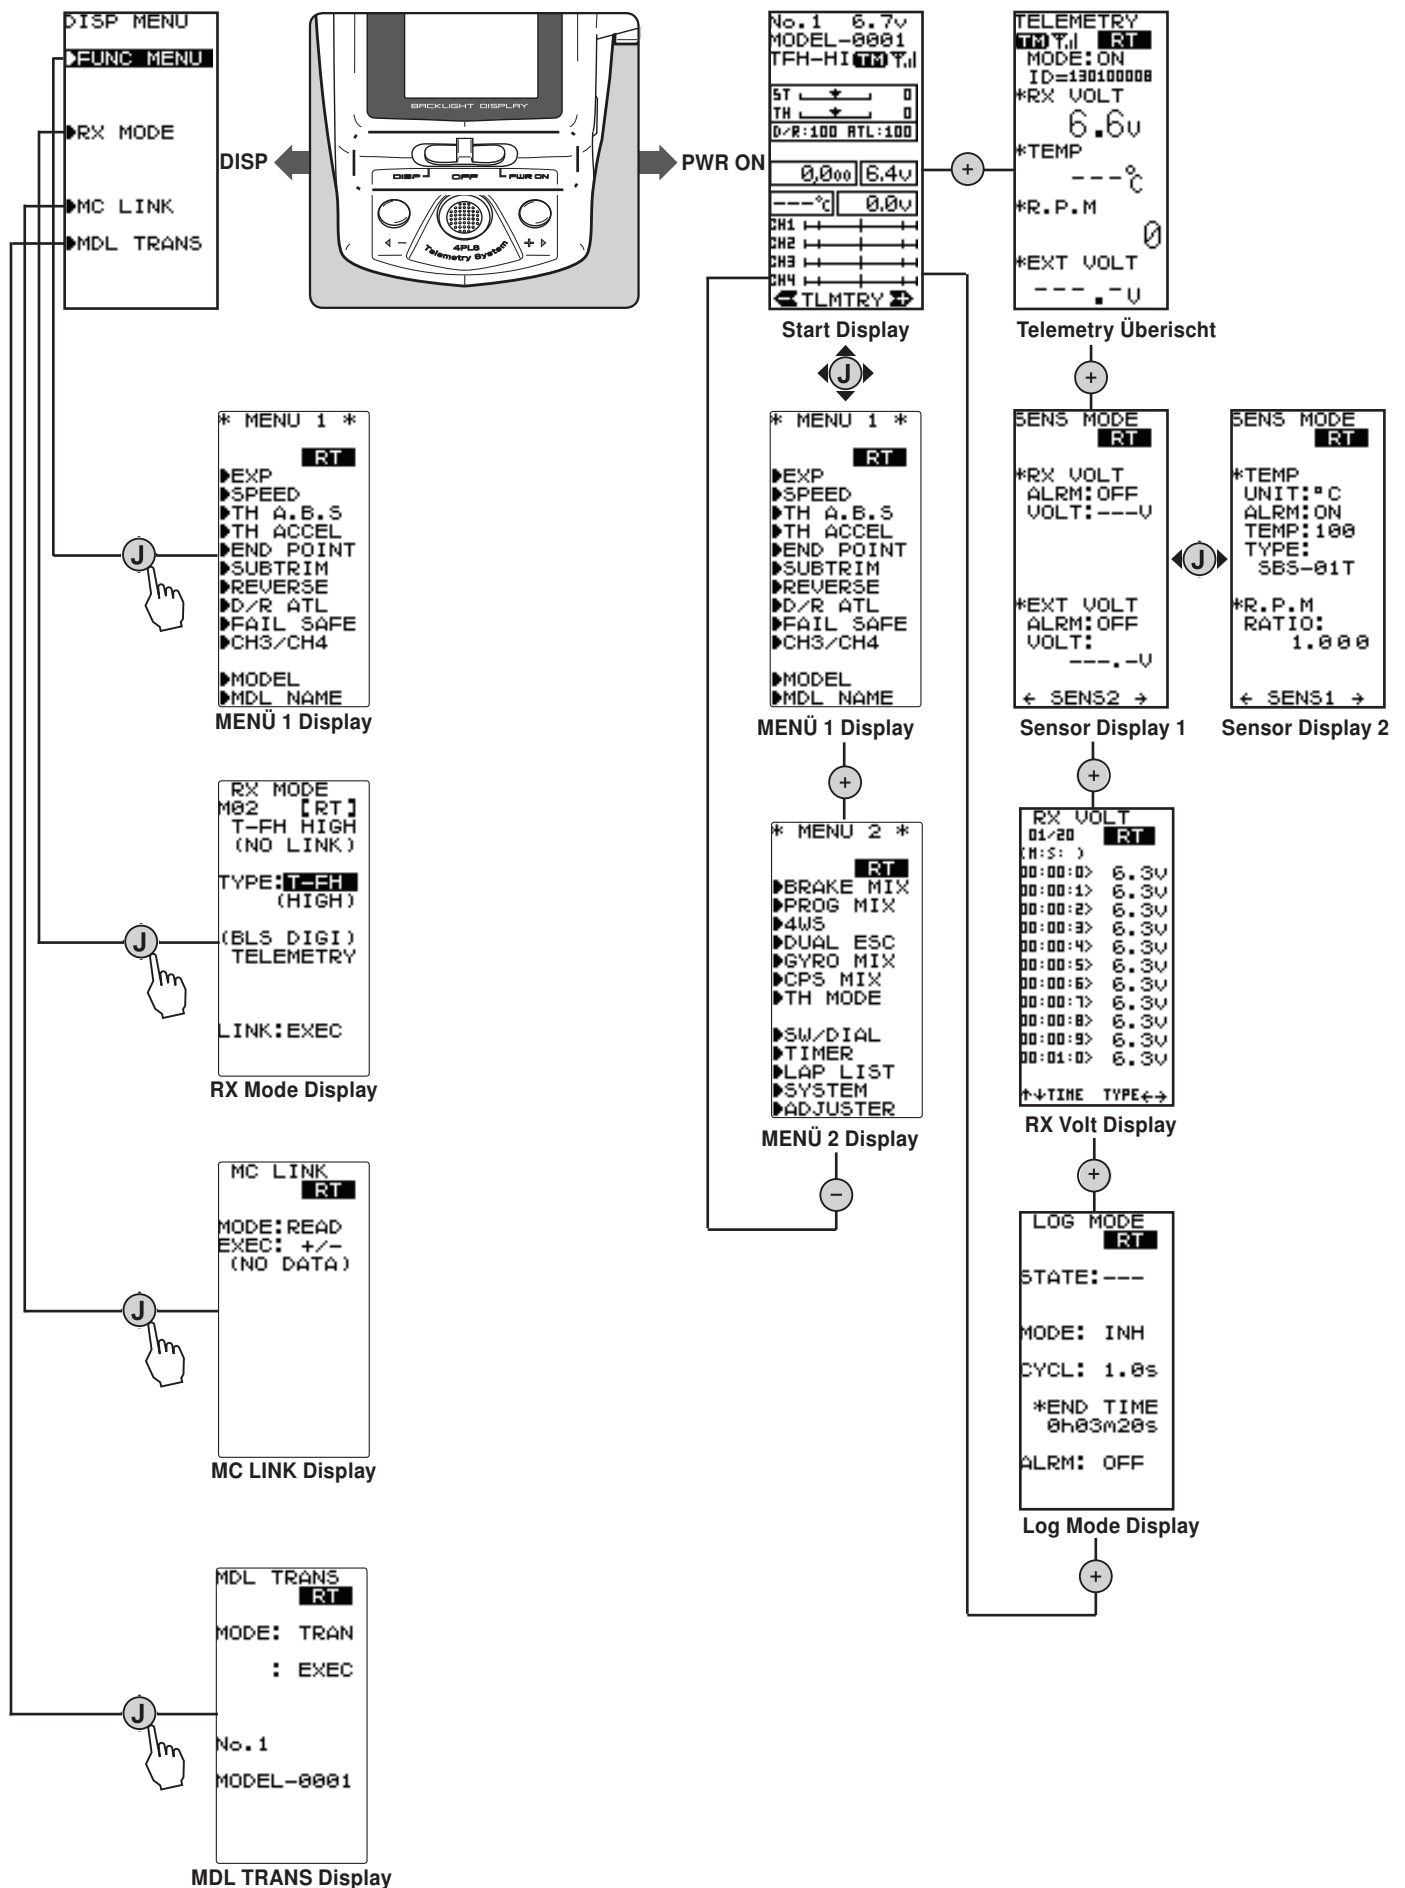 DISP MENU
▶FUNC MENU
▶RX MODE
▶MC LINK
▶MDL TRANS
DISP
BACKLIGHT DISPLAY
DISP
OFF
PWR ON
4PLS
Telemetry System
−
+
PWR ON
No.1 6.7v
MODEL-0001
TFH-HI TM
ST 0
TH 0
D/R:100 ATL:100
0,000 6.4v
---°C 0.0v
CH1
CH2
CH3
CH4
TLMTRY
Start Display
+
TELEMETRY
TM RT
MODE:ON
ID=130100008
*RX VOLT
6.6v
*TEMP
---°C
*R.P.M
0
*EXT VOLT
---.-v
Telemetry Überischt
J
+
* MENU 1 *
RT
▶EXP
▶SPEED
▶TH A.B.S
▶TH ACCEL
▶END POINT
▶SUBTRIM
▶REVERSE
▶D/R ATL
▶FAIL SAFE
▶CH3/CH4
▶MODEL
▶MDL NAME
MENÜ 1 Display
J
* MENU 1 *
RT
▶EXP
▶SPEED
▶TH A.B.S
▶TH ACCEL
▶END POINT
▶SUBTRIM
▶REVERSE
▶D/R ATL
▶FAIL SAFE
▶CH3/CH4
▶MODEL
▶MDL NAME
MENÜ 1 Display
+
SENS MODE
RT
*RX VOLT
ALRM:OFF
VOLT:---V
*EXT VOLT
ALRM:OFF
VOLT:
---.-V
← SENS2 →
Sensor Display 1
J
SENS MODE
RT
*TEMP
UNIT:°C
ALRM:ON
TEMP:100
TYPE:
SBS-01T
*R.P.M
RATIO:
1.000
← SENS1 →
Sensor Display 2
+
RX MODE
M02 [RT]
T-FH HIGH
(NO LINK)
TYPE:T-FH
(HIGH)
(BLS DIGI)
TELEMETRY
LINK:EXEC
RX Mode Display
J
* MENU 2 *
RT
▶BRAKE MIX
▶PROG MIX
▶4WS
▶DUAL ESC
▶GYRO MIX
▶CPS MIX
▶TH MODE
▶SW/DIAL
▶TIMER
▶LAP LIST
▶SYSTEM
▶ADJUSTER
MENÜ 2 Display
−
RX VOLT
01/20 RT
(M:S: )
00:00:0> 6.3v
00:00:1> 6.3v
00:00:2> 6.3v
00:00:3> 6.3v
00:00:4> 6.3v
00:00:5> 6.3v
00:00:6> 6.3v
00:00:7> 6.3v
00:00:8> 6.3v
00:00:9> 6.3v
00:01:0> 6.3v
↑↓TIME TYPE←→
RX Volt Display
+
MC LINK
RT
MODE:READ
EXEC: +/-
(NO DATA)
MC LINK Display
J
LOG MODE
RT
STATE:---
MODE: INH
CYCL: 1.0s
*END TIME
0h03m20s
ALRM: OFF
Log Mode Display
+
MDL TRANS
RT
MODE: TRAN
: EXEC
No.1
MODEL-0001
MDL TRANS Display
J